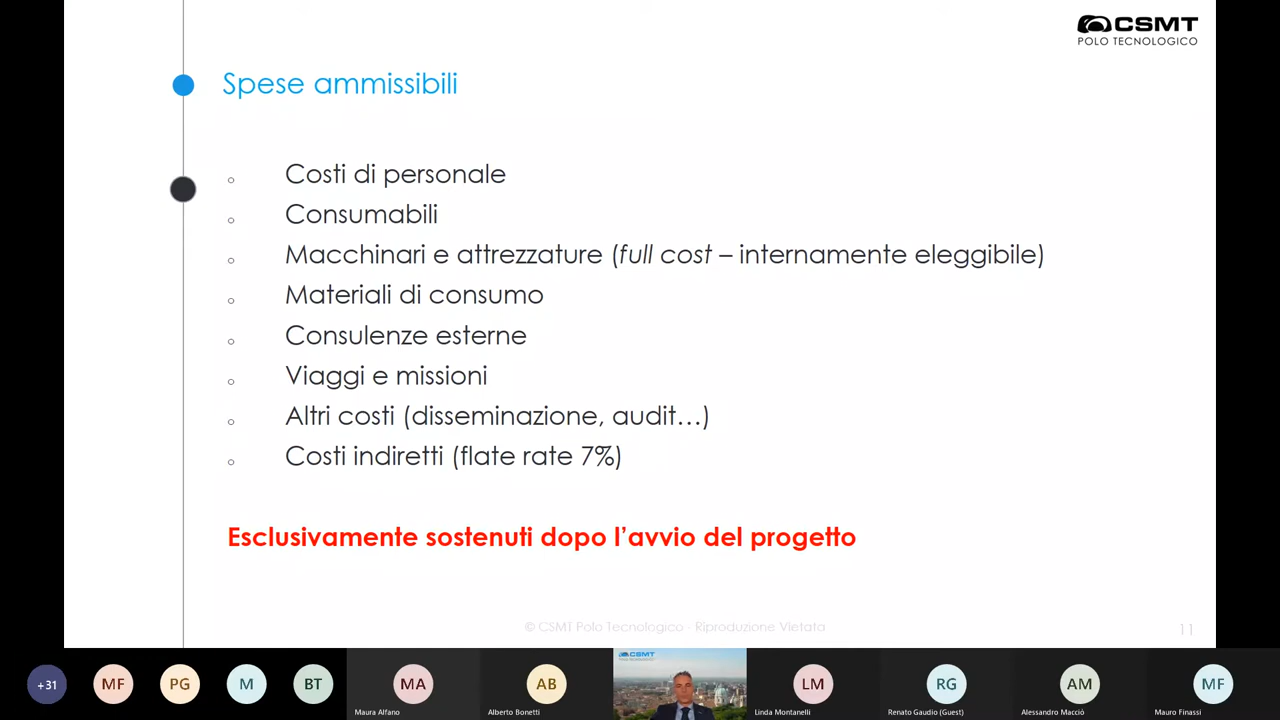 CSMT
POLO TECNOLOGICO
Spese ammissibili
Costi di personale
Consumabili
Macchinari e attrezzature (full cost – internamente eleggibile)
Materiali di consumo
Consulenze esterne
Viaggi e missioni
Altri costi (disseminazione, audit…)
Costi indiretti (flate rate 7%)
Esclusivamente sostenuti dopo l’avvio del progetto
© CSMT Polo Tecnologico - Riproduzione Vietata
11
+31
MF
PG
M
BT
MA
Maura Alfano
AB
Alberto Bonetti
CSMT
LM
Linda Montanelli
RG
Renato Gaudio (Guest)
AM
Alessandro Macciò
MF
Mauro Finassi